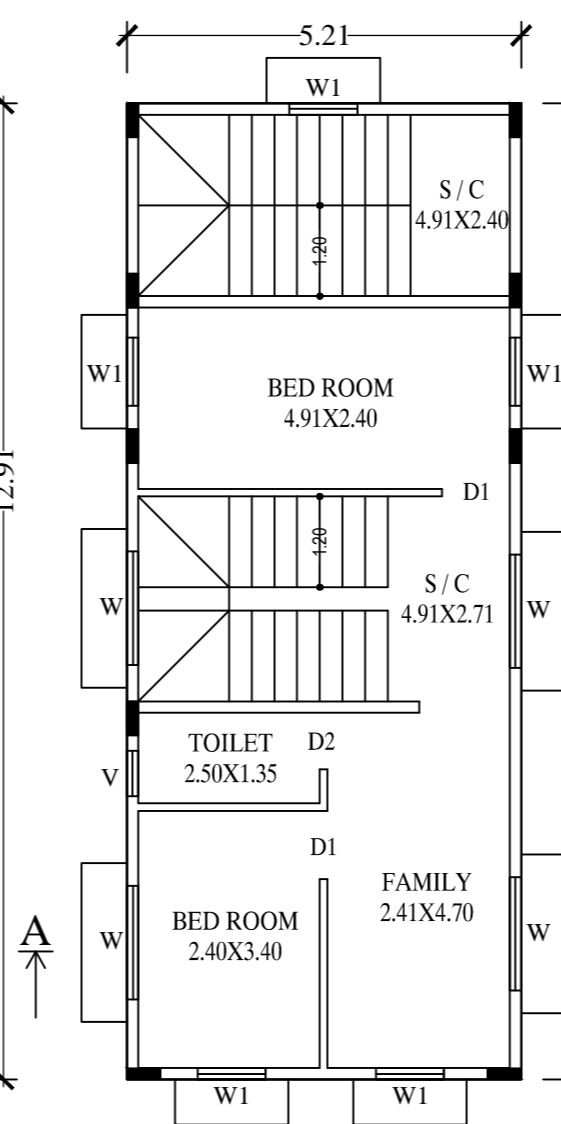 5.21
W1
S / C
4.91X2.40
1.20
W1
BED ROOM
4.91X2.40
W1
12.91
D1
1.20
S / C
4.91X2.71
W
W
TOILET
2.50X1.35
D2
V
D1
FAMILY
2.41X4.70
BED ROOM
2.40X3.40
A
W
W
W1
W1